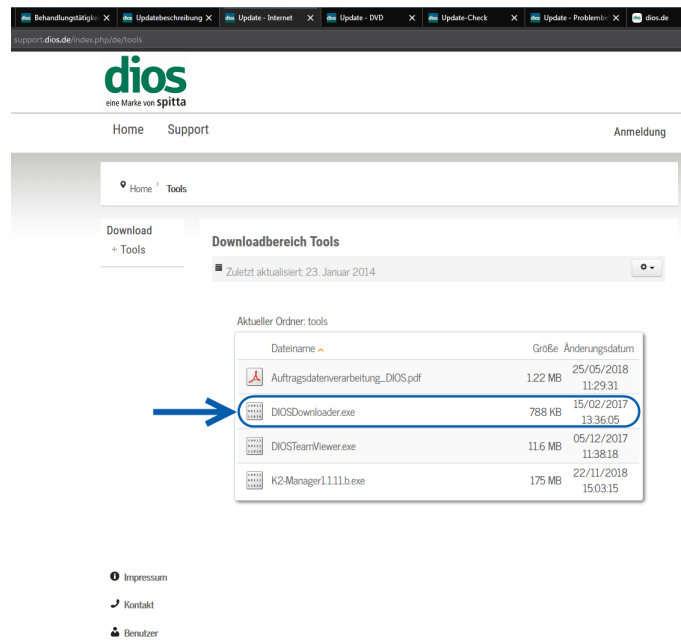 Behandlungstätigke
Updatebeschreibung
Update - Internet
Update - DVD
Update-Check
Update - Problembe
dios.de
support.dios.de/index.php/de/tools
dios
eine Marke von spitta
Home Support
Anmeldung
Home > Tools
Download
+ Tools
Downloadbereich Tools
Zuletzt aktualisiert: 23. Januar 2014
Aktueller Ordner: tools
Dateiname Größe Änderungsdatum
Auftragsdatenverarbeitung_DIOS.pdf 1.22 MB 25/05/2018
11:29:31
DIOSDownloader.exe 788 KB 15/02/2017
13:36:05
DIOSTeamViewer.exe 11.6 MB 05/12/2017
11:38:18
K2-Manager1.1.11.b.exe 175 MB 22/11/2018
15:03:15
Impressum
Kontakt
Benutzer